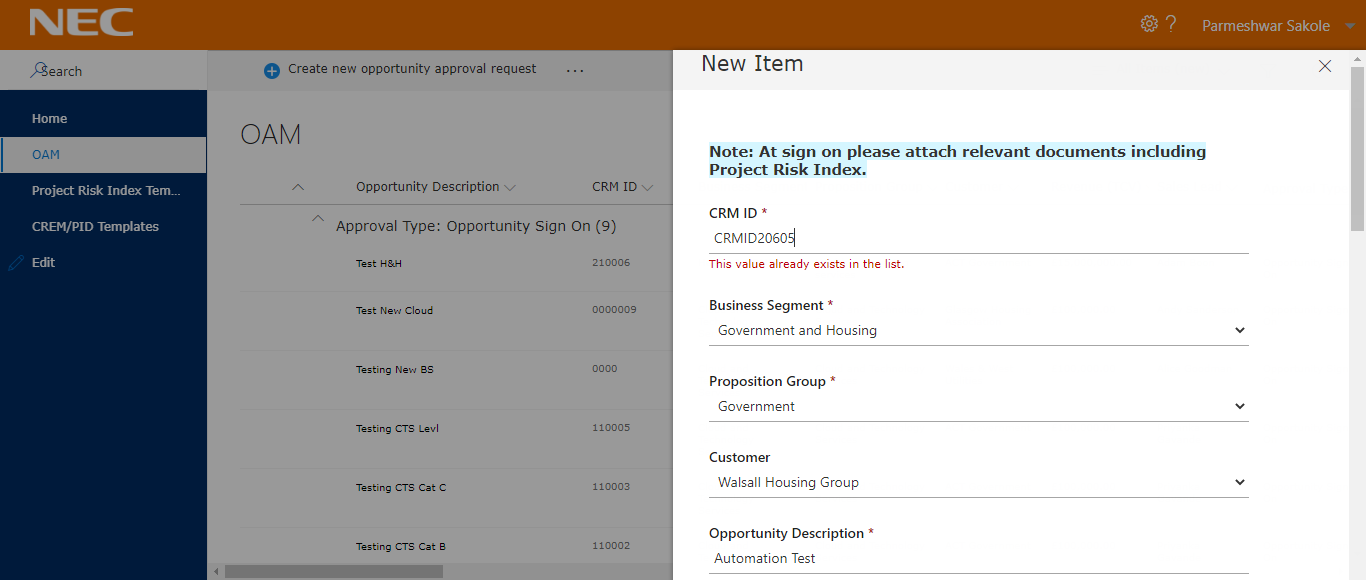 NEC
Parmeshwar Sakole
Search
Create new opportunity approval request
New Item
Home
OAM
Project Risk Index Tem...
CREM/PID Templates
Edit
OAM
Opportunity Description
CRM ID
Approval Type: Opportunity Sign On (9)
Test H&H
210006
Test New Cloud
0000009
Testing New BS
0000
Testing CTS Levl
110005
Testing CTS Cat C
110003
Testing CTS Cat B
110002
Note: At sign on please attach relevant documents including
Project Risk Index.
CRM ID *
CRMID20605
This value already exists in the list.
Business Segment *
Government and Housing
Proposition Group *
Government
Customer
Walsall Housing Group
Opportunity Description *
Automation Test